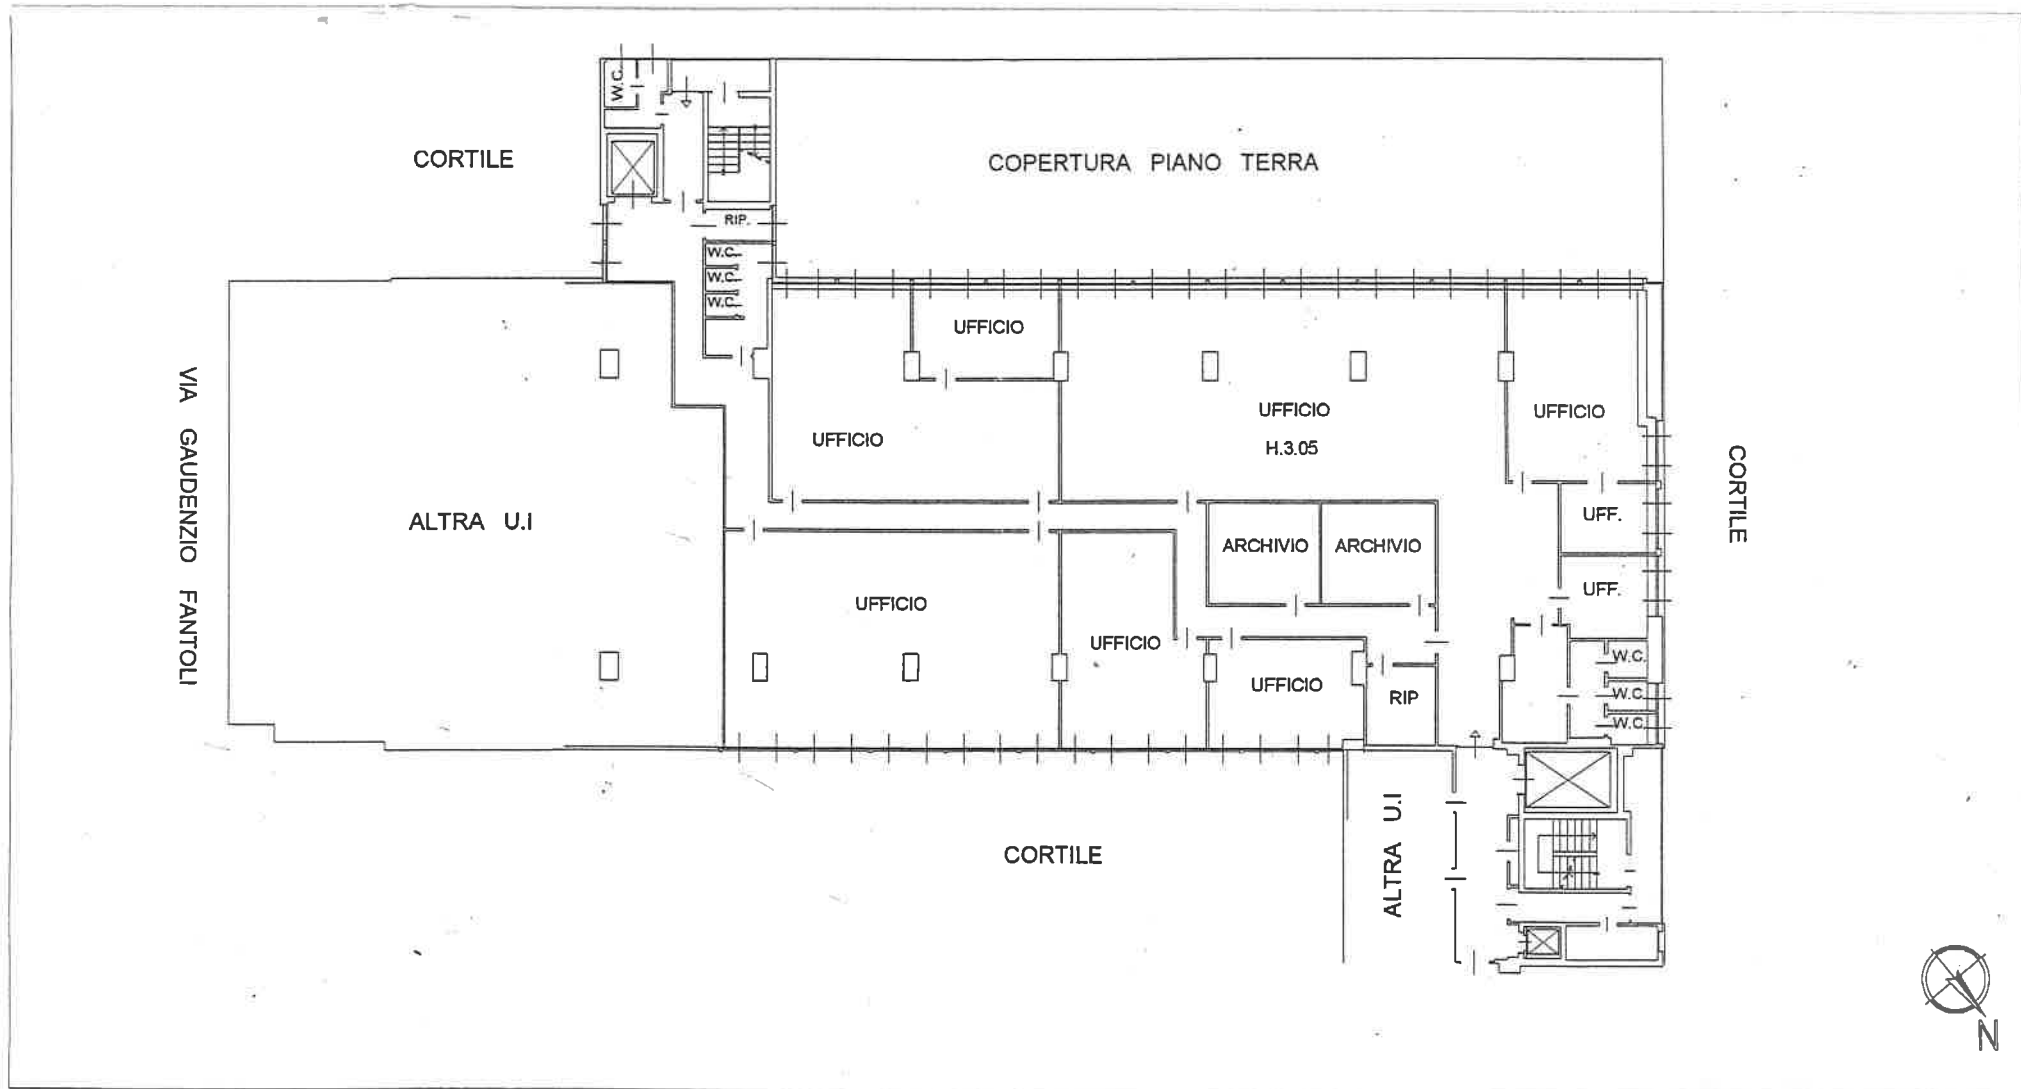 W.C.
CORTILE
COPERTURA PIANO TERRA
RIP.
W.C.
W.C.
W.C.
UFFICIO
VIA GAUDENZIO FANTOLI
UFFICIO
UFFICIO
H.3.05
UFFICIO
CORTILE
ALTRA U.I
UFF.
ARCHIVIO
ARCHIVIO
UFF.
UFFICIO
UFFICIO
W.C.
UFFICIO
RIP
W.C.
W.C.
ALTRA U.I
CORTILE
N